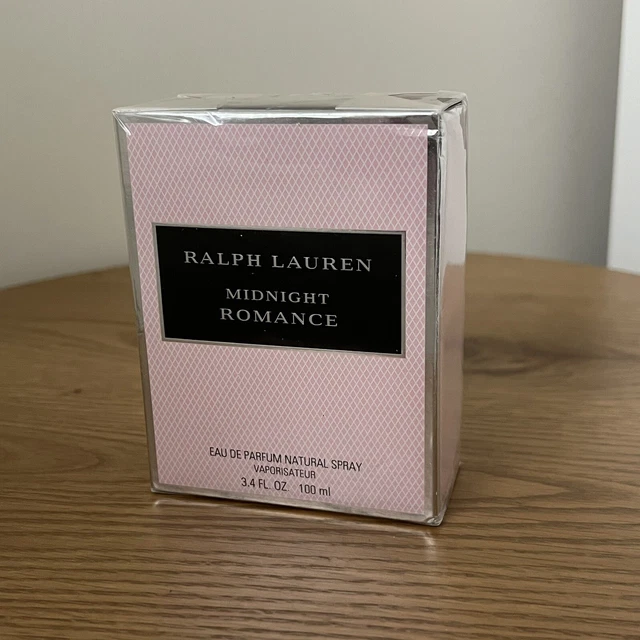 RALPH LAUREN
MIDNIGHT
ROMANCE
EAU DE PARFUM NATURAL SPRAY
VAPORISATEUR
3.4 FL. OZ. 100 ml